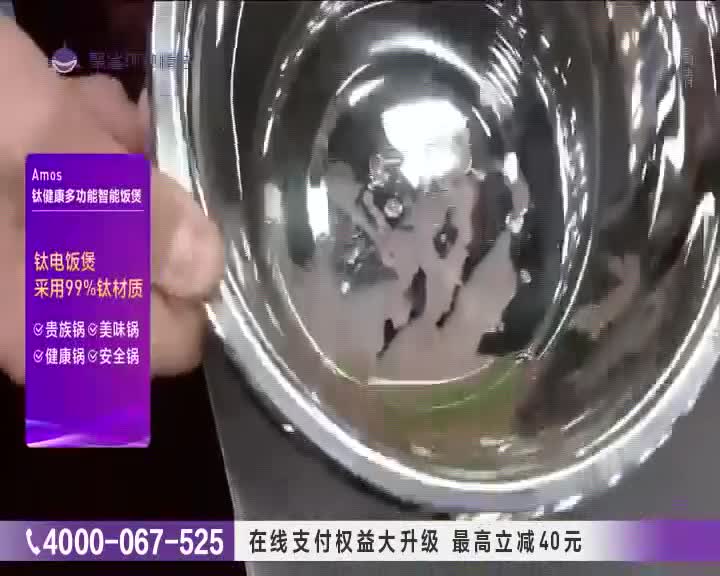 高清
Amos
钛健康多功能智能饭煲
钛电饭煲
采用99%钛材质
贵族锅 美味锅
健康锅 安全锅
4000-067-525
在线支付权益大升级 最高立减40元